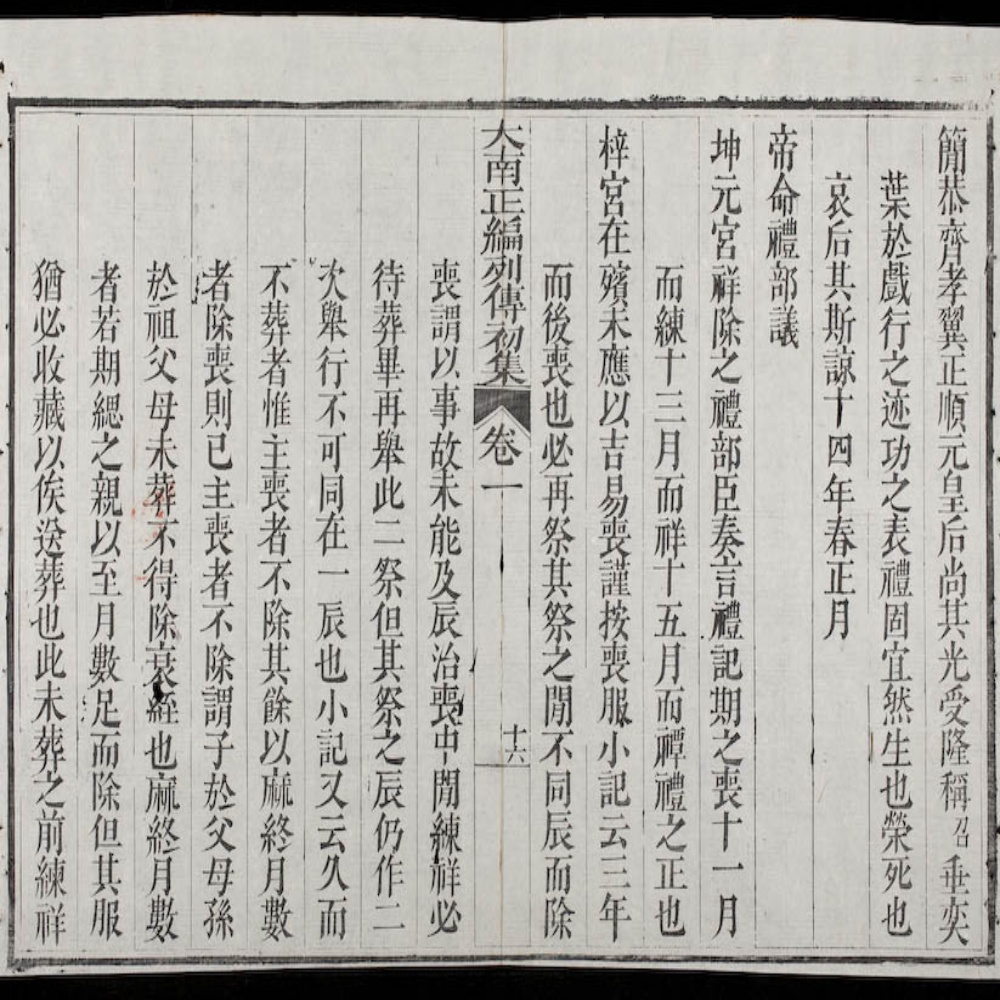 簡恭齊孝翼正順元皇后尚其光受隆稱昭垂奕
葉於戲行之迹功之表禮固宜然生也榮死也
哀后其斯諒十四年春正月
帝命禮部議
坤元宮祥除之禮部臣奏言禮記期之喪十一月
而練十三月而祥十五月而禫禮之正也
梓宮在殯未應以吉易喪謹按喪服小記云三年
而後喪也必再祭其祭之間不同辰而除
大南正編列傳初集 卷一 十六
喪謂以事故未能及辰治喪中間練祥必
待葬畢再舉此二祭但其祭之辰仍作二
次舉行不可同在一辰也小記又云久而
不葬者惟主喪者不除其餘以麻終月數
者除喪則已主喪者不除謂子於父母孫
於祖父母未葬不得除衰絰也麻終月數
者若期緦之親以至月數足而除但其服
猶必收藏以俟送葬也此未葬之前練祥